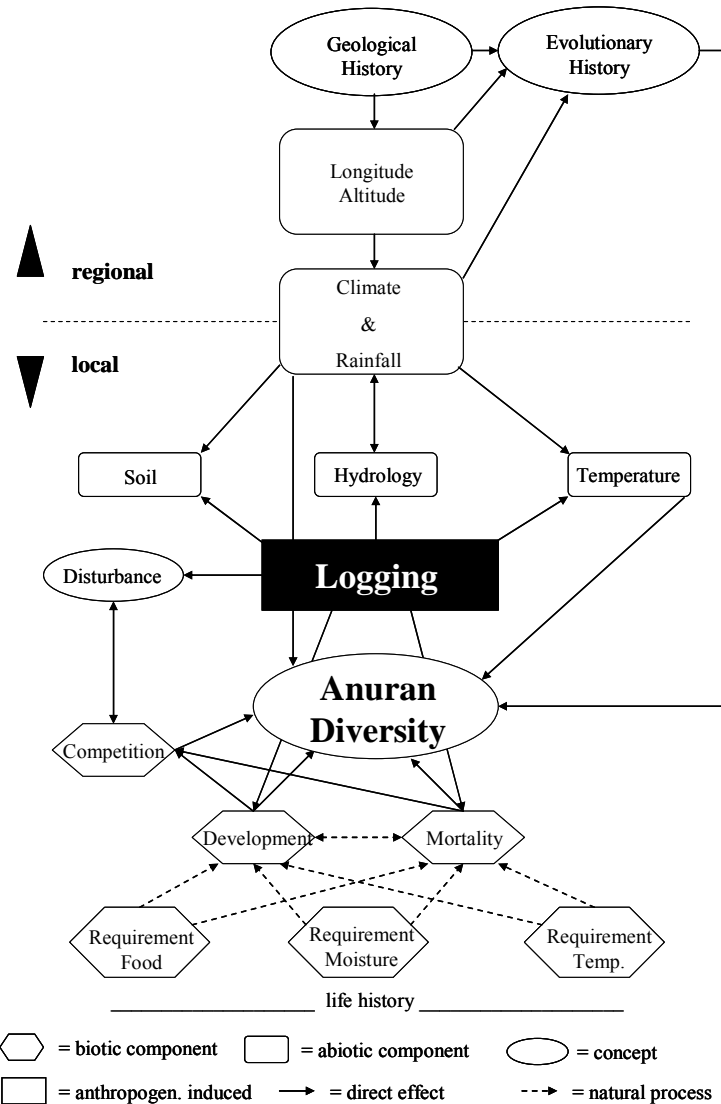 Geological
History
Evolutionary
History
Longitude
Altitude
regional
Climate
&
Rainfall
local
Soil
Hydrology
Temperature
Disturbance
Logging
Anuran
Diversity
Competition
Development
Mortality
Requirement
Food
Requirement
Moisture
Requirement
Temp.
life history
= biotic component
= abiotic component
= concept
= anthropogen. induced
= direct effect
= natural process